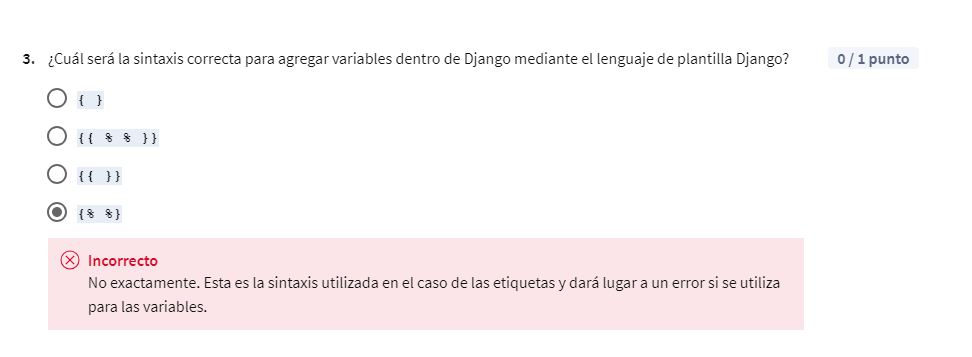 3. ¿Cuál será la sintaxis correcta para agregar variables dentro de Django mediante el lenguaje de plantilla Django? 0 / 1 punto
{ }
{{ % % }}
{{ }}
{% %}
Incorrecto
No exactamente. Esta es la sintaxis utilizada en el caso de las etiquetas y dará lugar a un error si se utiliza
para las variables.